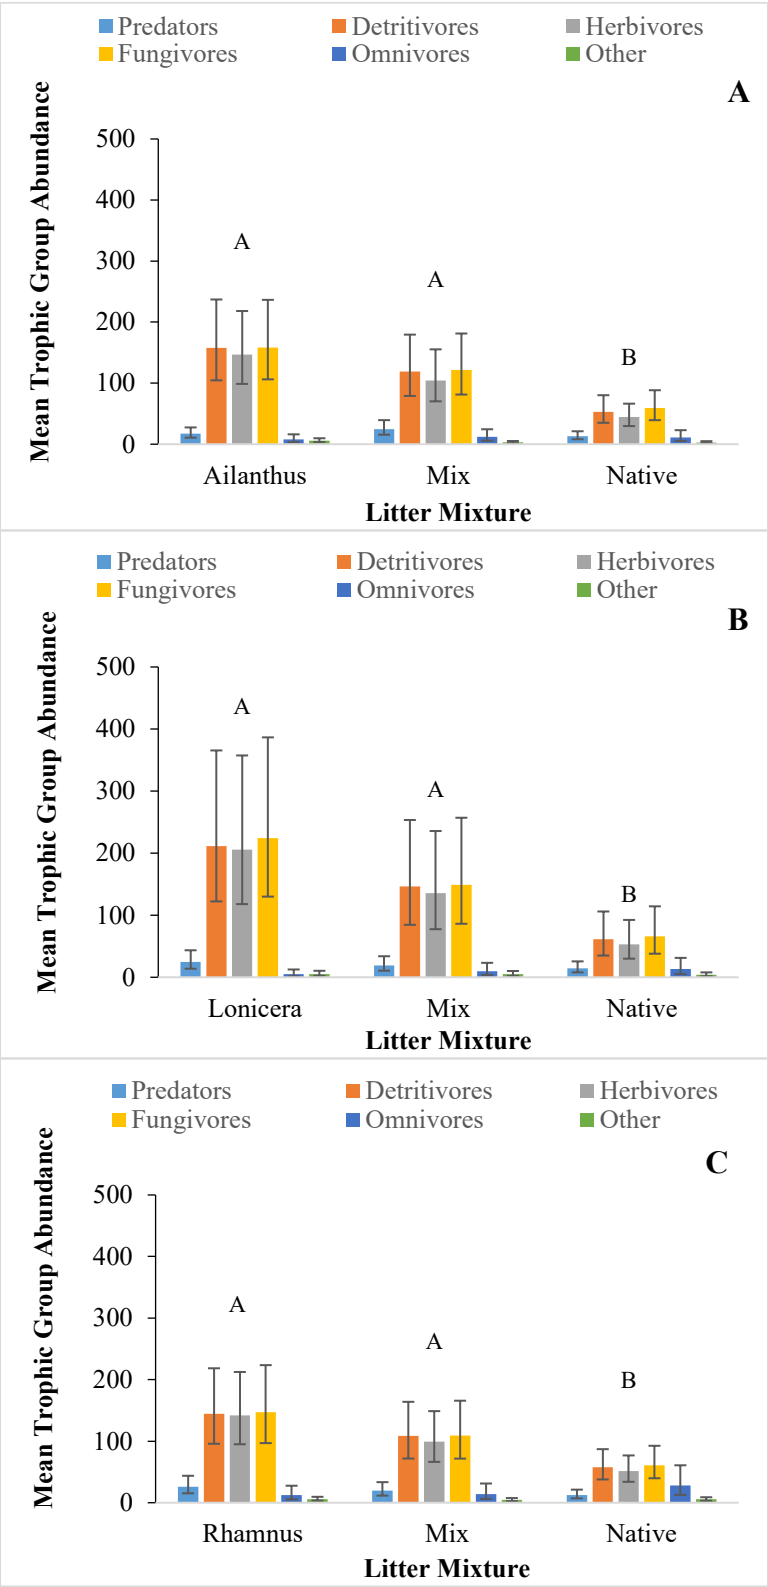 Predators Detritivores Herbivores
Fungivores Omnivores Other
A
Mean Trophic Group Abundance
500
400
300
200
100
0
A
A
B
Ailanthus Mix Native
Litter Mixture
Predators Detritivores Herbivores
Fungivores Omnivores Other
B
Mean Trophic Group Abundance
500
400
300
200
100
0
A
A
B
Lonicera Mix Native
Litter Mixture
Predators Detritivores Herbivores
Fungivores Omnivores Other
C
Mean Trophic Group Abundance
500
400
300
200
100
0
A
A
B
Rhamnus Mix Native
Litter Mixture